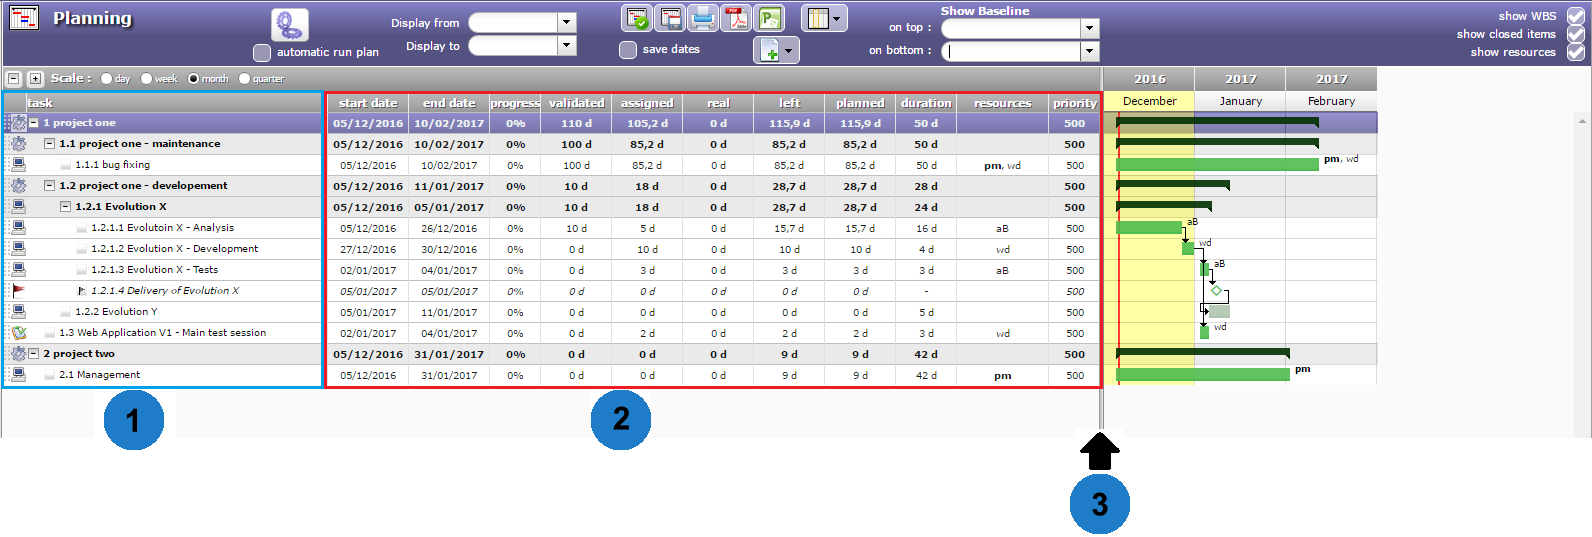 Planning
automatic run plan
Display from
Display to
save dates
PDF
Show Baseline
on top :
on bottom :
show WBS
show closed items
show resources
Scale : day week month quarter
2016 2017 2017
December January February
task start date end date progress validated assigned real left planned duration resources priority
1 project one 05/12/2016 10/02/2017 0% 110 d 105,2 d 0 d 115,9 d 115,9 d 50 d 500
1.1 project one - maintenance 05/12/2016 10/02/2017 0% 100 d 85,2 d 0 d 85,2 d 85,2 d 50 d 500
1.1.1 bug fixing 05/12/2016 10/02/2017 0% 100 d 85,2 d 0 d 85,2 d 85,2 d 50 d pm, wd 500 pm, wd
1.2 project one - developement 05/12/2016 11/01/2017 0% 10 d 18 d 0 d 28,7 d 28,7 d 28 d 500
1.2.1 Evolution X 05/12/2016 05/01/2017 0% 10 d 18 d 0 d 28,7 d 28,7 d 24 d 500
1.2.1.1 Evolutoin X - Analysis 05/12/2016 26/12/2016 0% 10 d 5 d 0 d 15,7 d 15,7 d 16 d aB 500 aB
1.2.1.2 Evolution X - Development 27/12/2016 30/12/2016 0% 0 d 10 d 0 d 10 d 10 d 4 d wd 500 wd
1.2.1.3 Evolution X - Tests 02/01/2017 04/01/2017 0% 0 d 3 d 0 d 3 d 3 d 3 d aB 500 aB
1.2.1.4 Delivery of Evolution X 05/01/2017 05/01/2017 0% 0 d 0 d 0 d 0 d 0 d - 500
1.2.2 Evolution Y 05/01/2017 11/01/2017 0% 0 d 0 d 0 d 0 d 0 d 5 d 500
1.3 Web Application V1 - Main test session 02/01/2017 04/01/2017 0% 0 d 2 d 0 d 2 d 2 d 3 d wd 500 wd
2 project two 05/12/2016 31/01/2017 0% 0 d 0 d 0 d 9 d 9 d 42 d 500
2.1 Management 05/12/2016 31/01/2017 0% 0 d 0 d 0 d 9 d 9 d 42 d pm 500 pm
1
2
3